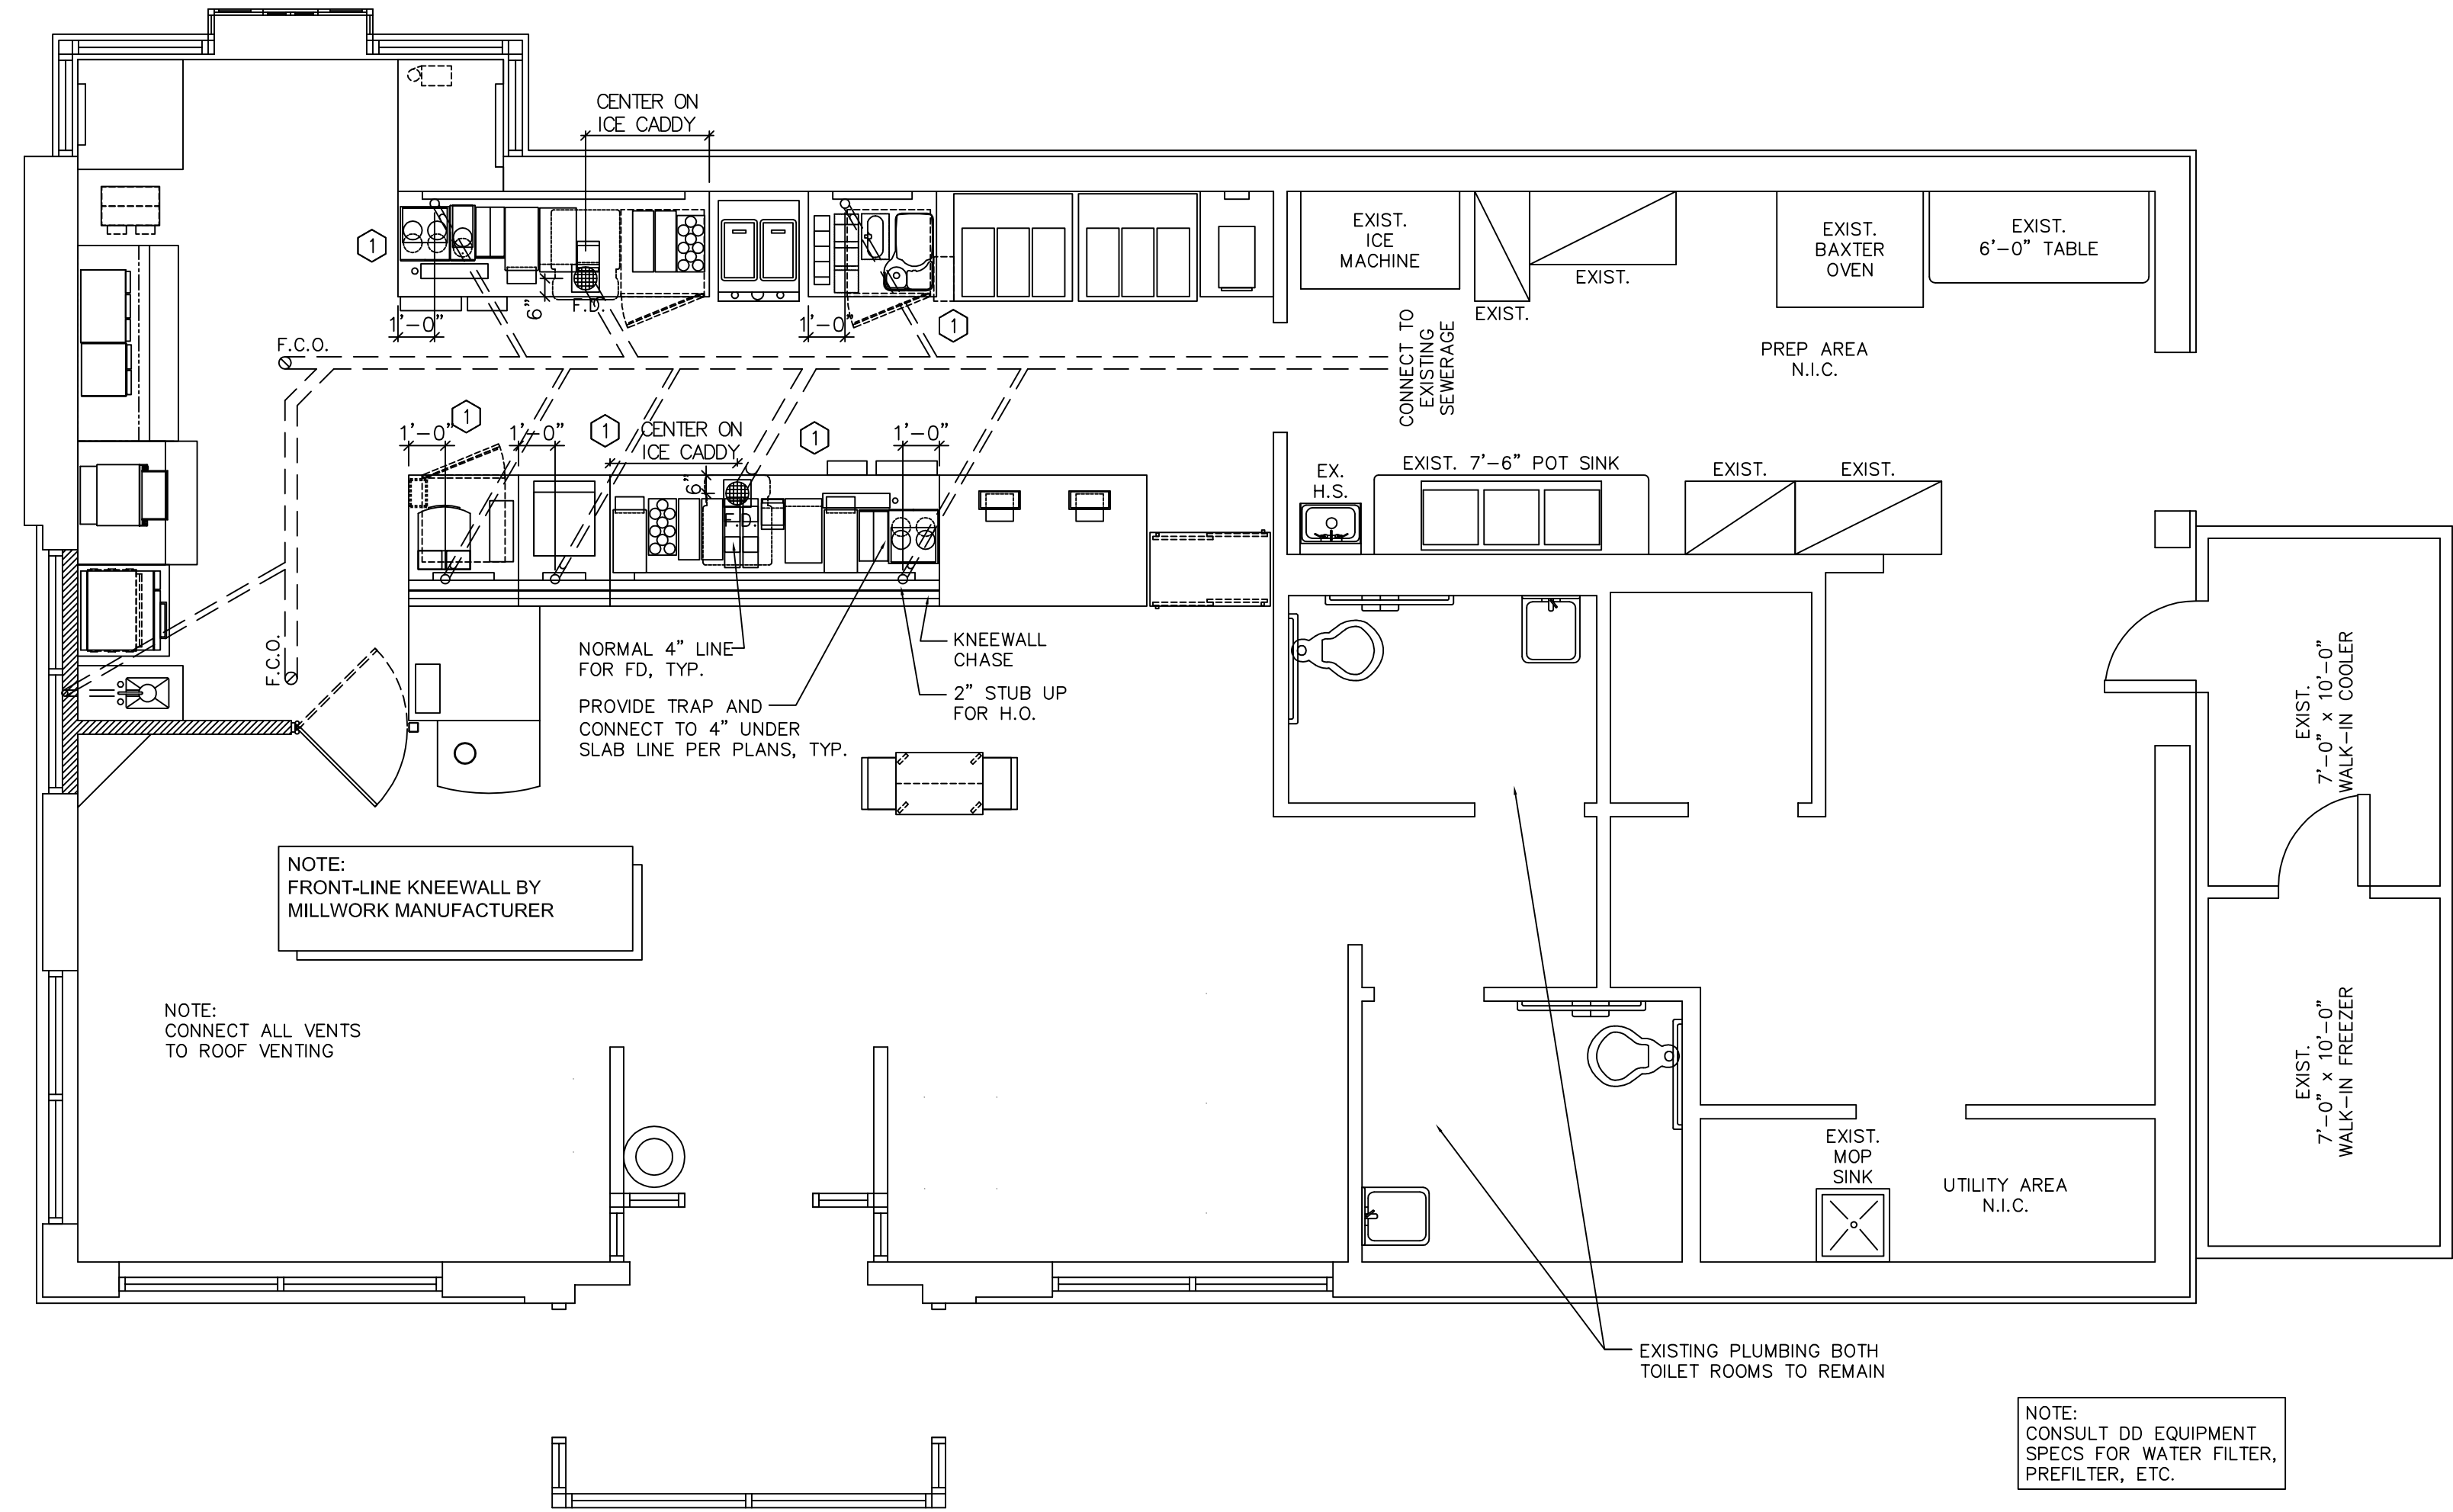 CENTER ON
ICE CADDY
1
6"
F.D.
1'-0"
1'-0"
1
F.C.O.
EXIST.
ICE
MACHINE
EXIST.
EXIST.
EXIST.
BAXTER
OVEN
EXIST.
6'-0" TABLE
CONNECT TO
EXISTING
SEWERAGE
PREP AREA
N.I.C.
1'-0"
1
1'-0"
1
CENTER ON
ICE CADDY
1
1'-0"
6"
F.D.
EX.
H.S.
EXIST. 7'-6" POT SINK
EXIST.
EXIST.
F.C.O.
NORMAL 4" LINE
FOR FD, TYP.
PROVIDE TRAP AND
CONNECT TO 4" UNDER
SLAB LINE PER PLANS, TYP.
KNEEWALL
CHASE
2" STUB UP
FOR H.O.
EXIST.
7'-0" x 10'-0"
WALK-IN COOLER
NOTE:
FRONT-LINE KNEEWALL BY
MILLWORK MANUFACTURER
NOTE:
CONNECT ALL VENTS
TO ROOF VENTING
EXIST.
7'-0" x 10'-0"
WALK-IN FREEZER
EXIST.
MOP
SINK
UTILITY AREA
N.I.C.
EXISTING PLUMBING BOTH
TOILET ROOMS TO REMAIN
NOTE:
CONSULT DD EQUIPMENT
SPECS FOR WATER FILTER,
PREFILTER, ETC.